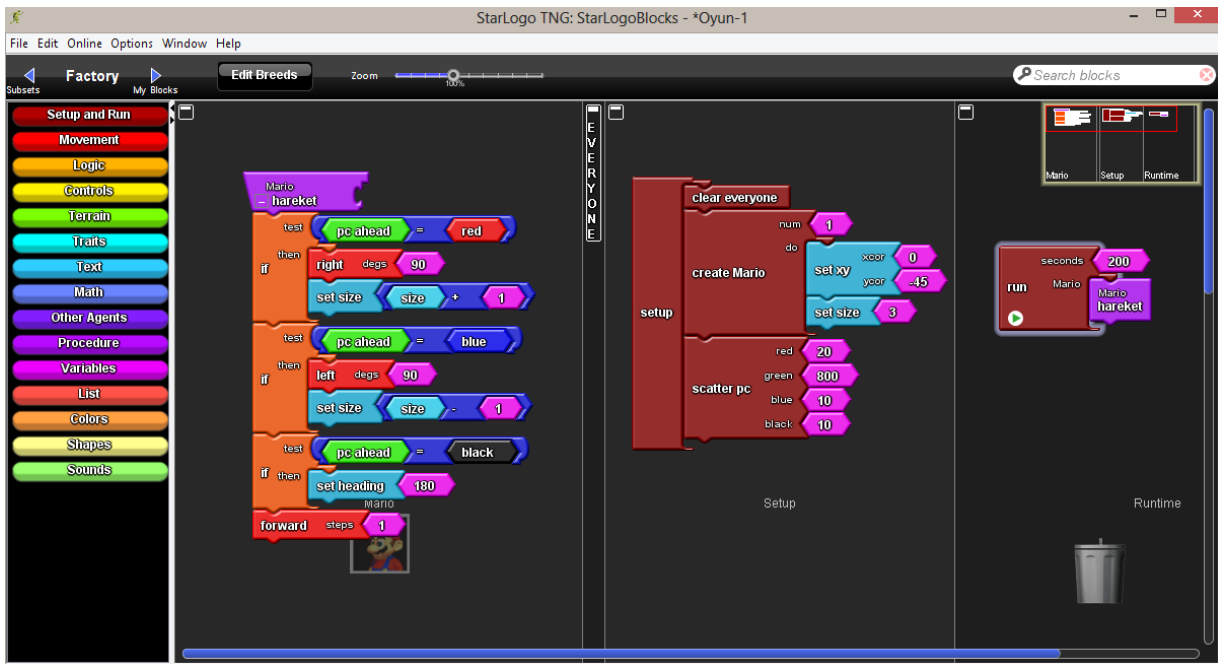 StarLogo TNG: StarLogoBlocks - *Oyun-1
File Edit Online Options Window Help
Subsets Factory My Blocks Edit Breeds Zoom 100% Search blocks
Setup and Run
Movement
Logic
Controls
Terrain
Traits
Text
Math
Other Agents
Procedure
Variables
List
Colors
Shapes
Sounds
Mario
hareket
if test pc ahead = red
then right degs 90
set size size + 1
if test pc ahead = blue
then left degs 90
set size size - 1
if test pc ahead = black
then set heading 180
forward steps 1
Mario
EVERYONE
setup
clear everyone
create Mario num 1
do set xy xcor 0
ycor -45
set size 3
scatter pc red 20
green 800
blue 10
black 10
Setup
Mario Setup Runtime
run seconds 200
Mario Mario
hareket
Runtime